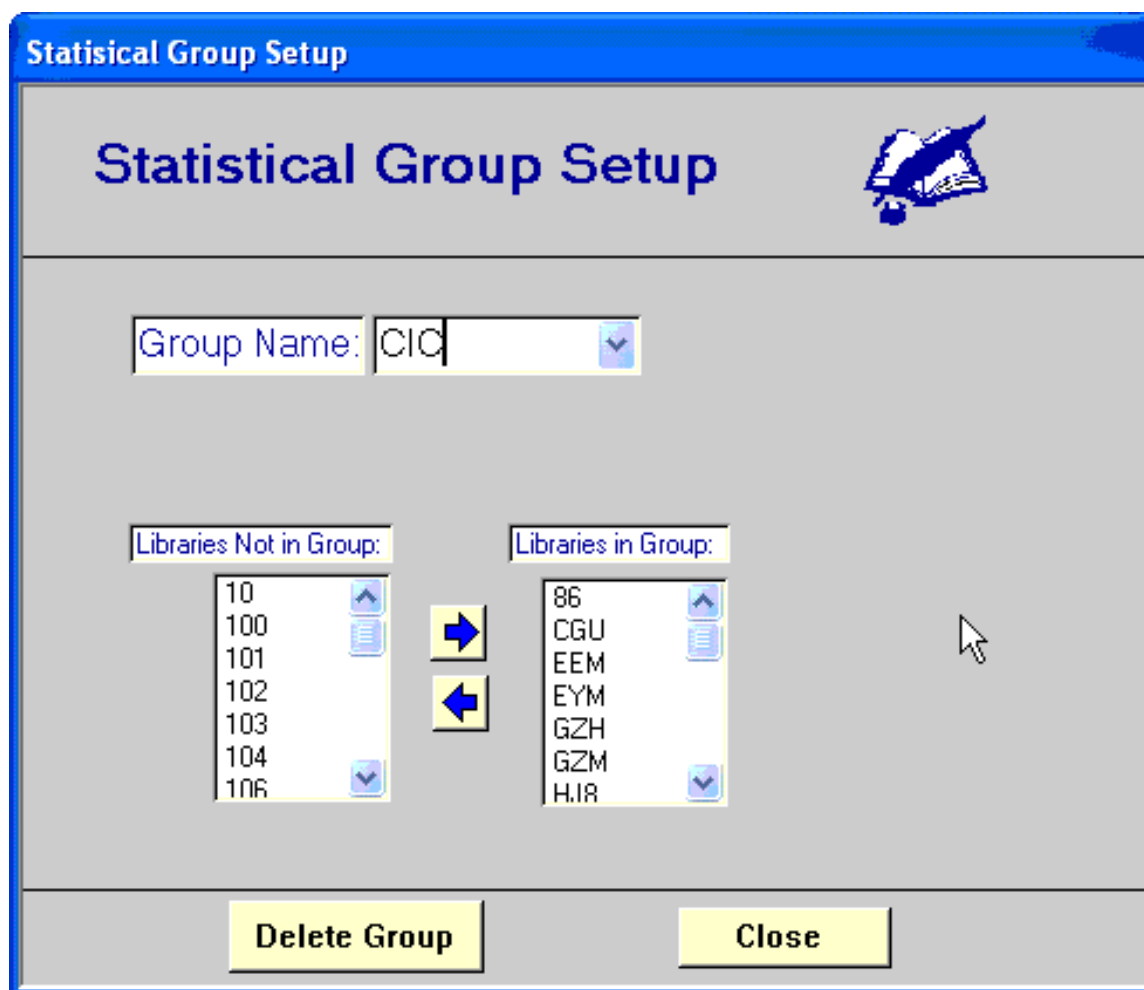 Statisical Group Setup
Statistical Group Setup
Group Name: CIC
Libraries Not in Group:
10
100
101
102
103
104
106
Libraries in Group:
86
CGU
EEM
EYM
GZH
GZM
Delete Group
Close